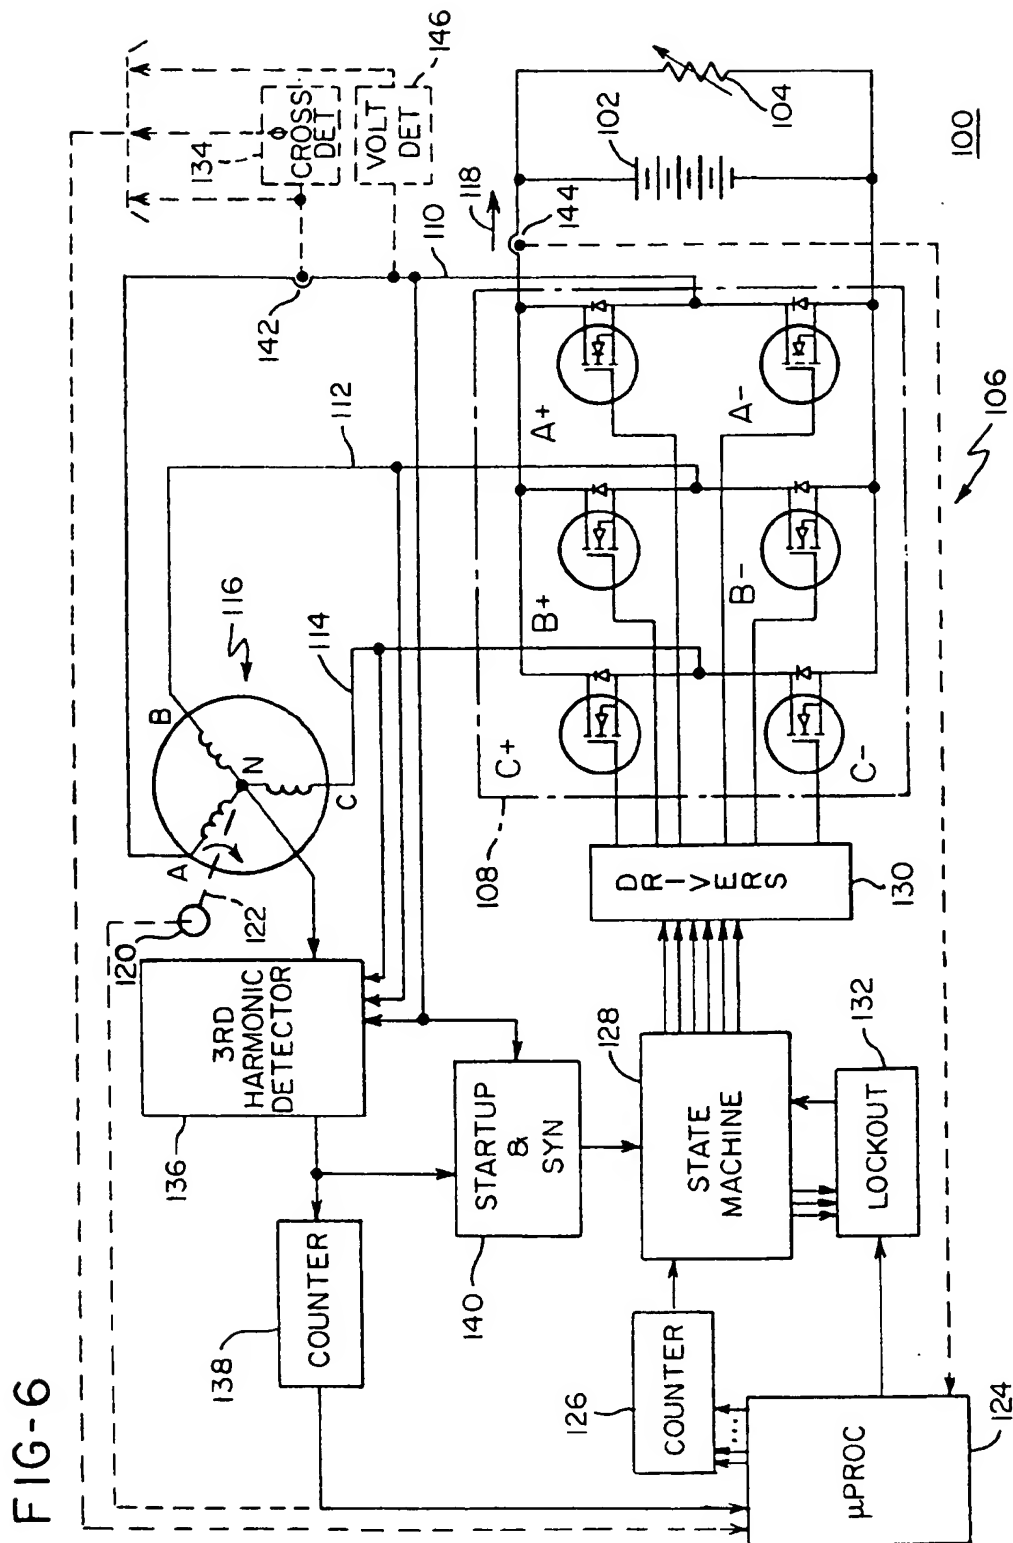 FIG-6
146
134
Φ
CROSS
DET
VOLT
DET
102
104
100
118
144
110
142
112
116
114
A
B
C
N
120
122
3RD
HARMONIC
DETECTOR
136
138
COUNTER
STARTUP
&
SYN
140
108
A+
A-
B+
B-
C+
C-
106
DRIVERS
130
128
STATE
MACHINE
132
LOCKOUT
126
COUNTER
μPROC
124